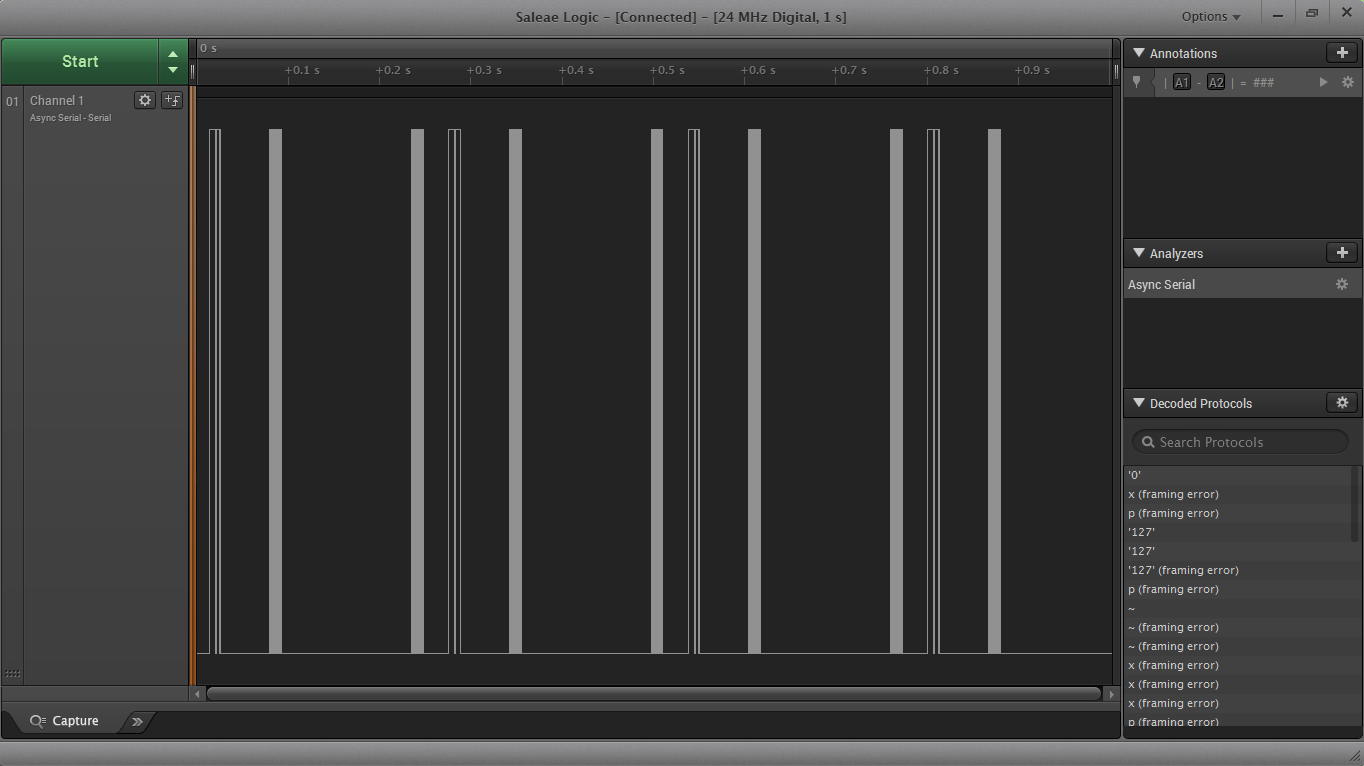 Saleae Logic - [Connected] - [24 MHz Digital, 1 s]
Options
Start
0 s
+0.1 s +0.2 s +0.3 s +0.4 s +0.5 s +0.6 s +0.7 s +0.8 s +0.9 s
01 Channel 1
Async Serial - Serial
Capture
Annotations
| A1 - A2 | = ###
Analyzers
Async Serial
Decoded Protocols
Search Protocols
'0'
x (framing error)
p (framing error)
'127'
'127'
'127' (framing error)
p (framing error)
~
~ (framing error)
~ (framing error)
x (framing error)
x (framing error)
x (framing error)
p (framing error)